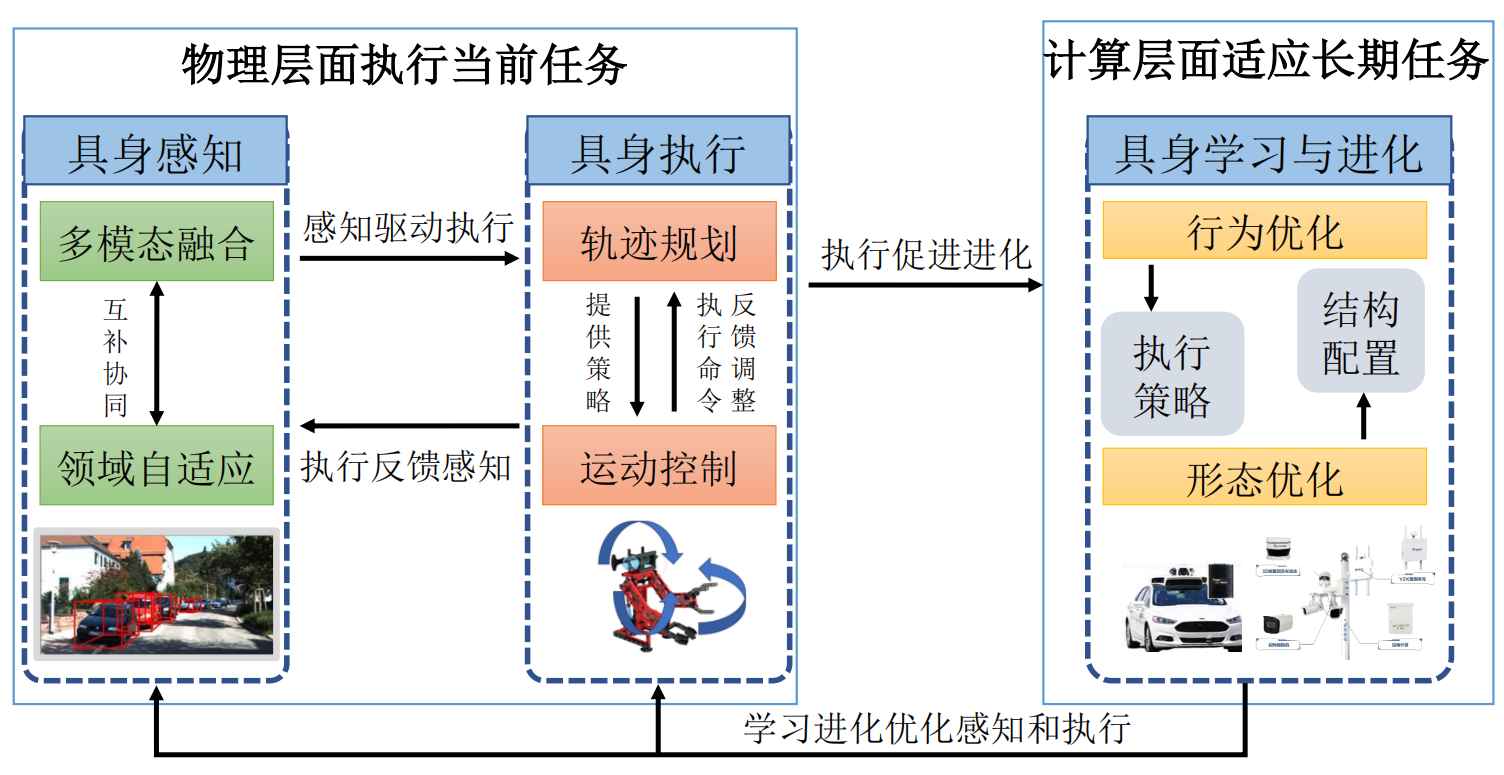 物理层面执行当前任务
计算层面适应长期任务
具身感知
多模态融合
互补协同
领域自适应
感知驱动执行
执行反馈感知
具身执行
轨迹规划
提供策略
执行命令
反馈调整
运动控制
执行促进进化
具身学习与进化
行为优化
执行
策略
结构
配置
形态优化
学习进化优化感知和执行